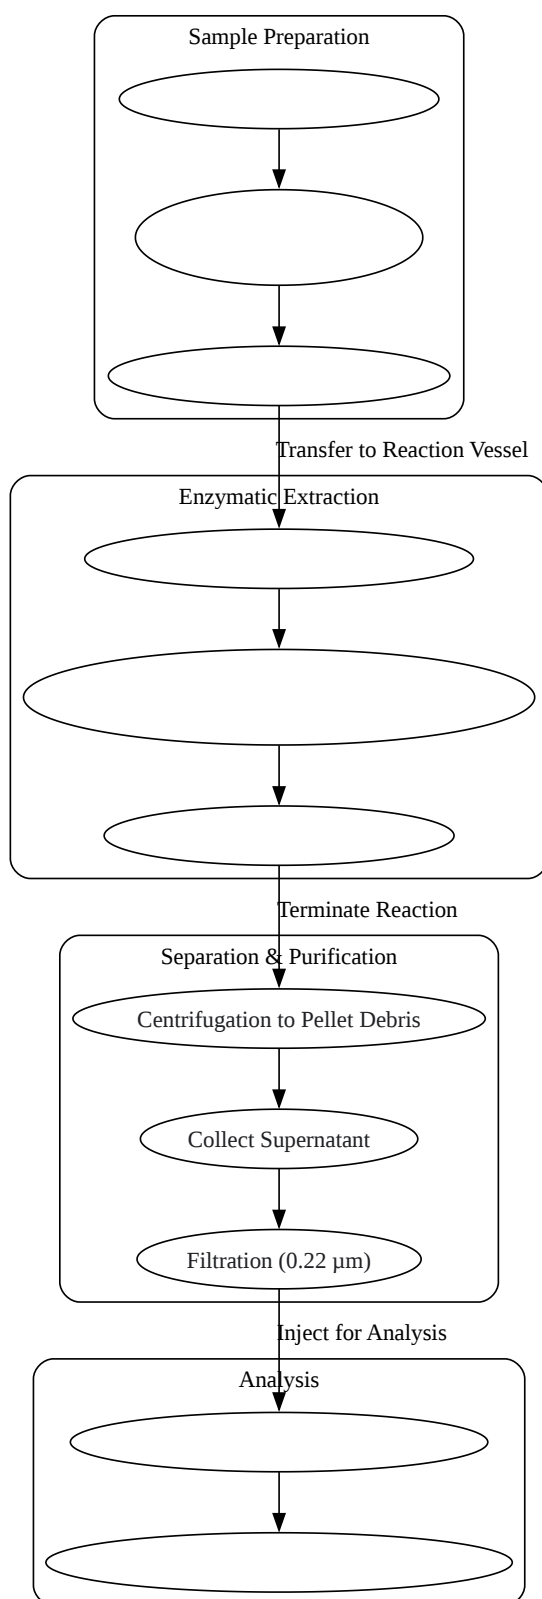 Sample Preparation
Transfer to Reaction Vessel
Enzymatic Extraction
Terminate Reaction
Separation & Purification
Centrifugation to Pellet Debris
Collect Supernatant
Filtration (0.22 µm)
Inject for Analysis
Analysis